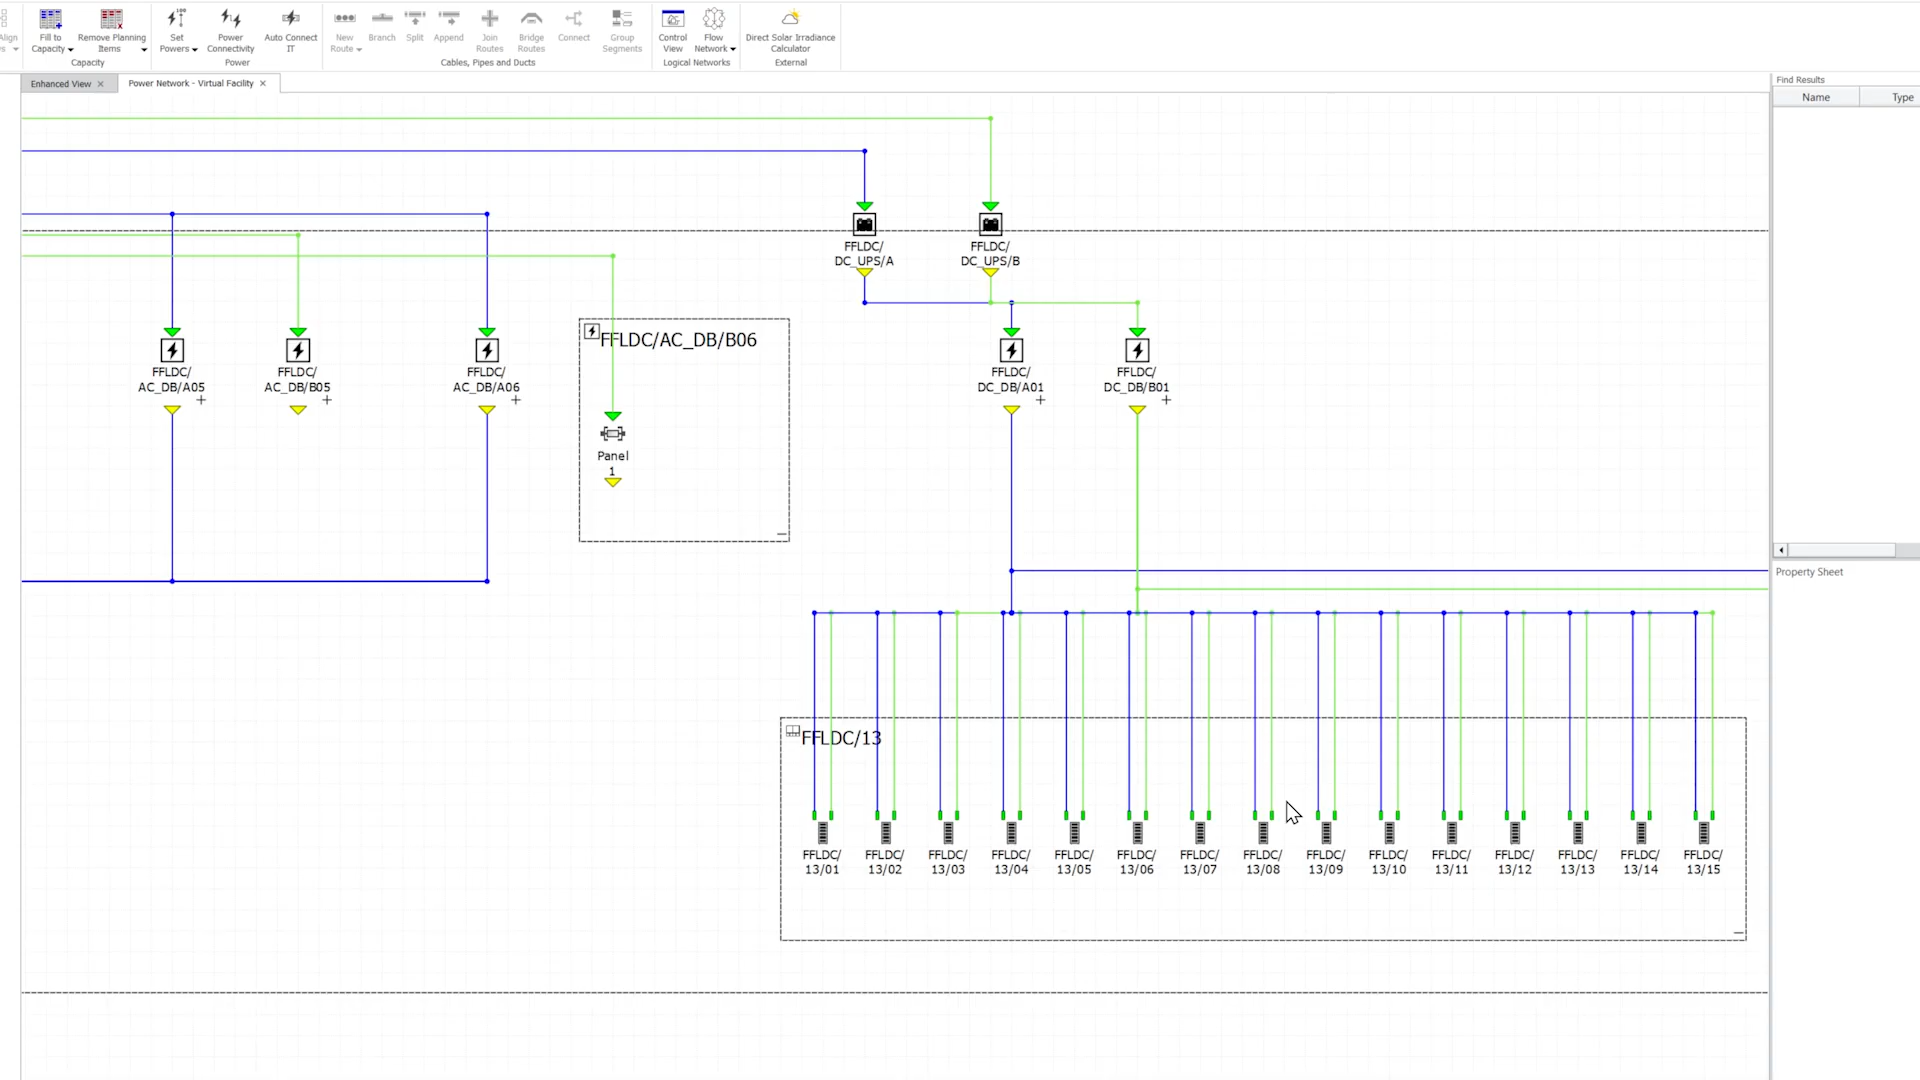 Align
Fill to Capacity
Remove Planning Items
Set Powers
Power Connectivity
Auto Connect IT
New Route
Branch
Split
Append
Join Routes
Bridge Routes
Connect
Group Segments
Control View
Flow Network
Direct Solar Irradiance Calculator
Capacity
Power
Cables, Pipes and Ducts
Logical Networks
External
Enhanced View
Power Network - Virtual Facility
Find Results
Name
Type
FFLDC/
DC_UPS/A
FFLDC/
DC_UPS/B
FFLDC/AC_DB/B06
FFLDC/
AC_DB/A05
FFLDC/
AC_DB/B05
FFLDC/
AC_DB/A06
FFLDC/
DC_DB/A01
FFLDC/
DC_DB/B01
Panel
1
Property Sheet
FFLDC/13
FFLDC/
13/01
FFLDC/
13/02
FFLDC/
13/03
FFLDC/
13/04
FFLDC/
13/05
FFLDC/
13/06
FFLDC/
13/07
FFLDC/
13/08
FFLDC/
13/09
FFLDC/
13/10
FFLDC/
13/11
FFLDC/
13/12
FFLDC/
13/13
FFLDC/
13/14
FFLDC/
13/15